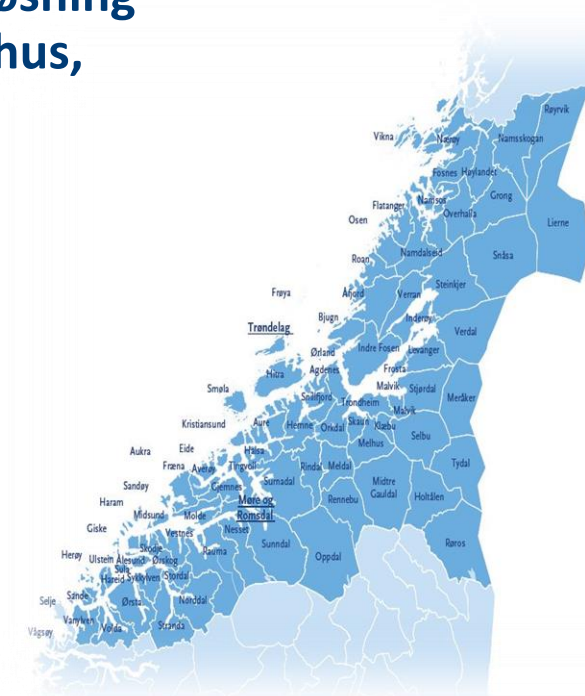 øsning
hus,
Røyrvik
Vikna
Nærøy
Namsskogan
Fosnes
Høylandet
Grong
Namsos
Flatanger
Overhalla
Osen
Lierne
Namdalseid
Snåsa
Roan
Steinkjer
Frøya
Åfjord
Verran
Bjugn
Inderøy
Trøndelag
Verdal
Ørland
Indre Fosen
Levanger
Agdenes
Frosta
Hitra
Malvik
Stjørdal
Smøla
Snillfjord
Trondheim
Meråker
Malvik
Kristiansund
Aure
Hemne
Orkdal
Skaun
Klæbu
Selbu
Melhus
Aukra
Eide
Halsa
Fræna
Averøy
Tingvoll
Rindal
Meldal
Tydal
Sandøy
Gjemnes
Surnadal
Midtre
Gauldal
Holtålen
Haram
Midsund
Molde
Møre og
Romsdal
Rennebu
Giske
Vestnes
Nesset
Skodje
Rauma
Sunndal
Røros
Herøy
Ulstein
Ålesund
Ørskog
Oppdal
Sula
Hareid
Sykkylven
Stordal
Selje
Sande
Ørsta
Norddal
Vanylven
Volda
Stranda
Vågsøy